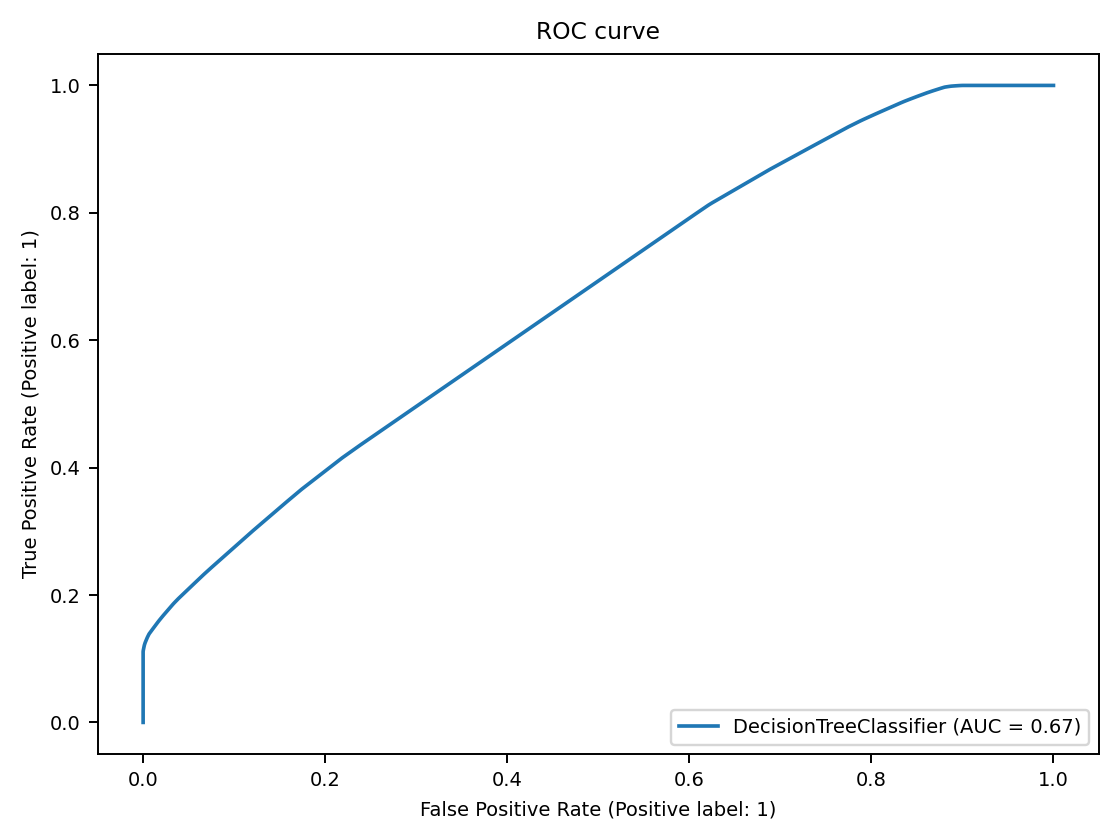 ROC curve
True Positive Rate (Positive label: 1)
1.0
0.8
0.6
0.4
0.2
0.0
DecisionTreeClassifier (AUC = 0.67)
0.0 0.2 0.4 0.6 0.8 1.0
False Positive Rate (Positive label: 1)